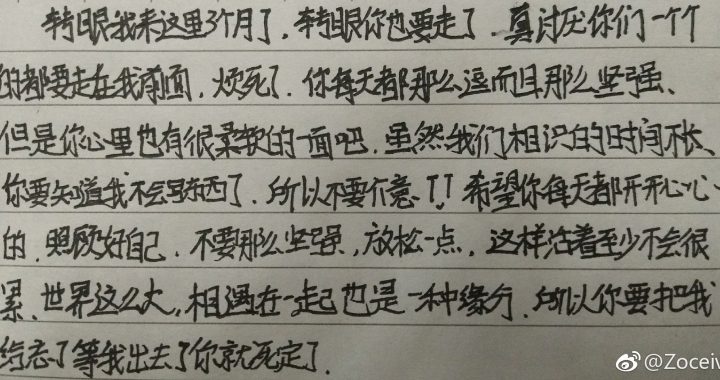 转眼我来这里3个月了，转眼你也要走了．真讨厌你们一个个
的都要走在我前面，烦死了．你每天都那么逗而且那么坚强、
但是你心里也有很柔软的一面吧．虽然我们相识的时间不长、
你要知道我不会写东西了．所以不要介意.T.T 希望你每天都开开心心
的．照顾好自己．不要那么坚强，放松一点，这样活着至少不会很
累、世界这么大，相遇在一起也是一种缘分．所以你要把我
给忘了等我出去了你就死定了．
@Zoceiv